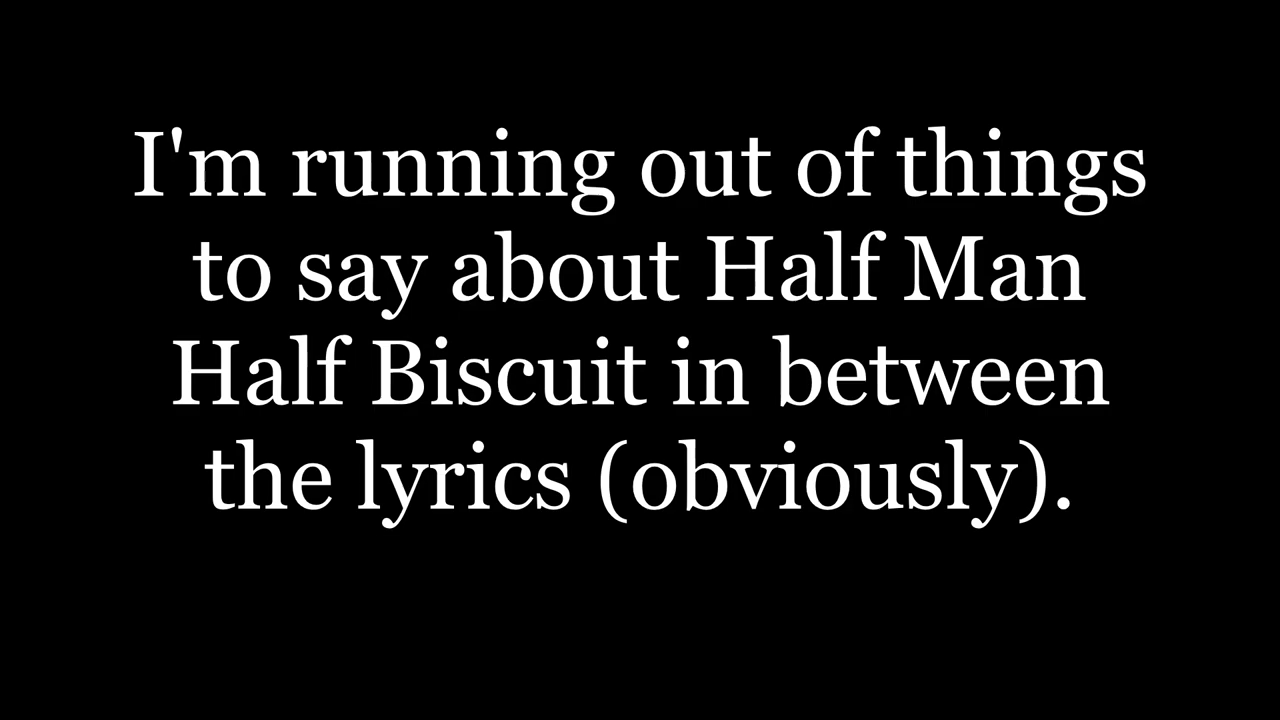 I'm running out of things
to say about Half Man
Half Biscuit in between
the lyrics (obviously).